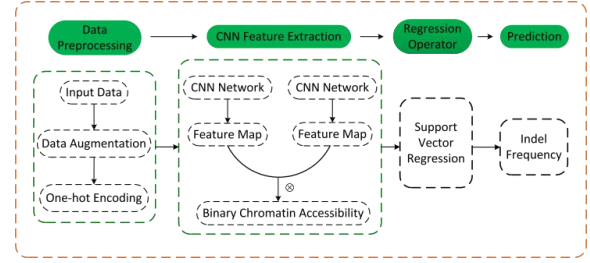 Data
Preprocessing
CNN Feature Extraction
Regression
Operator
Prediction
Input Data
Data Augmentation
One-hot Encoding
CNN Network
CNN Network
Feature Map
Feature Map
⊗
Binary Chromatin Accessibility
Support
Vector
Regression
Indel
Frequency